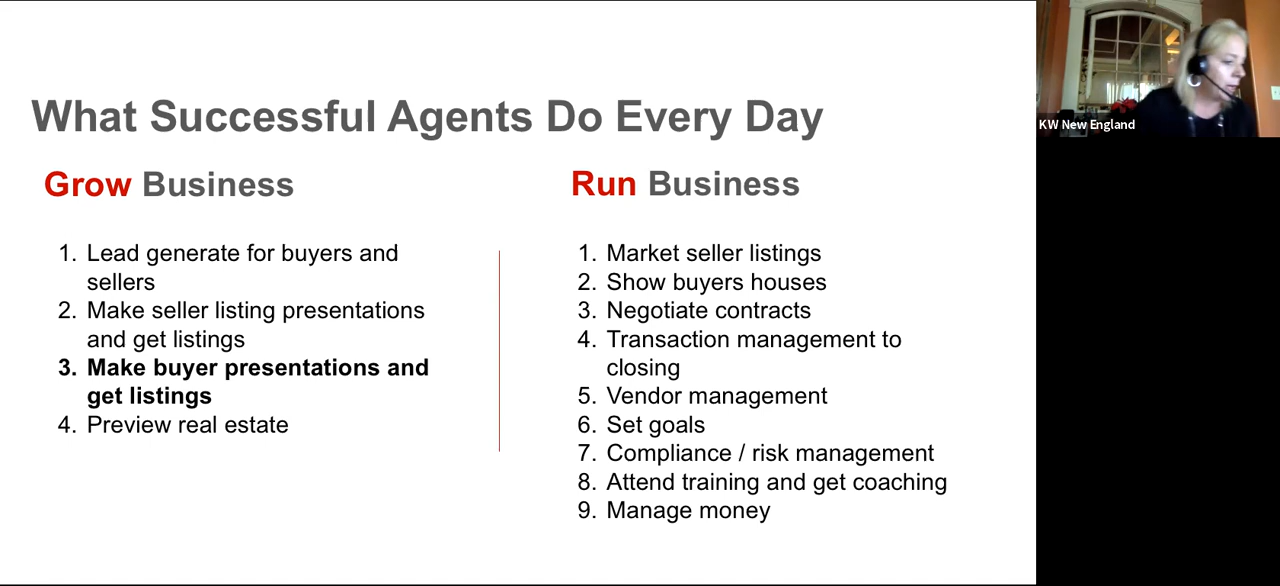 What Successful Agents Do Every Day
Grow Business
1. Lead generate for buyers and
sellers
2. Make seller listing presentations
and get listings
3. Make buyer presentations and
get listings
4. Preview real estate
Run Business
1. Market seller listings
2. Show buyers houses
3. Negotiate contracts
4. Transaction management to
closing
5. Vendor management
6. Set goals
7. Compliance / risk management
8. Attend training and get coaching
9. Manage money
KW New England